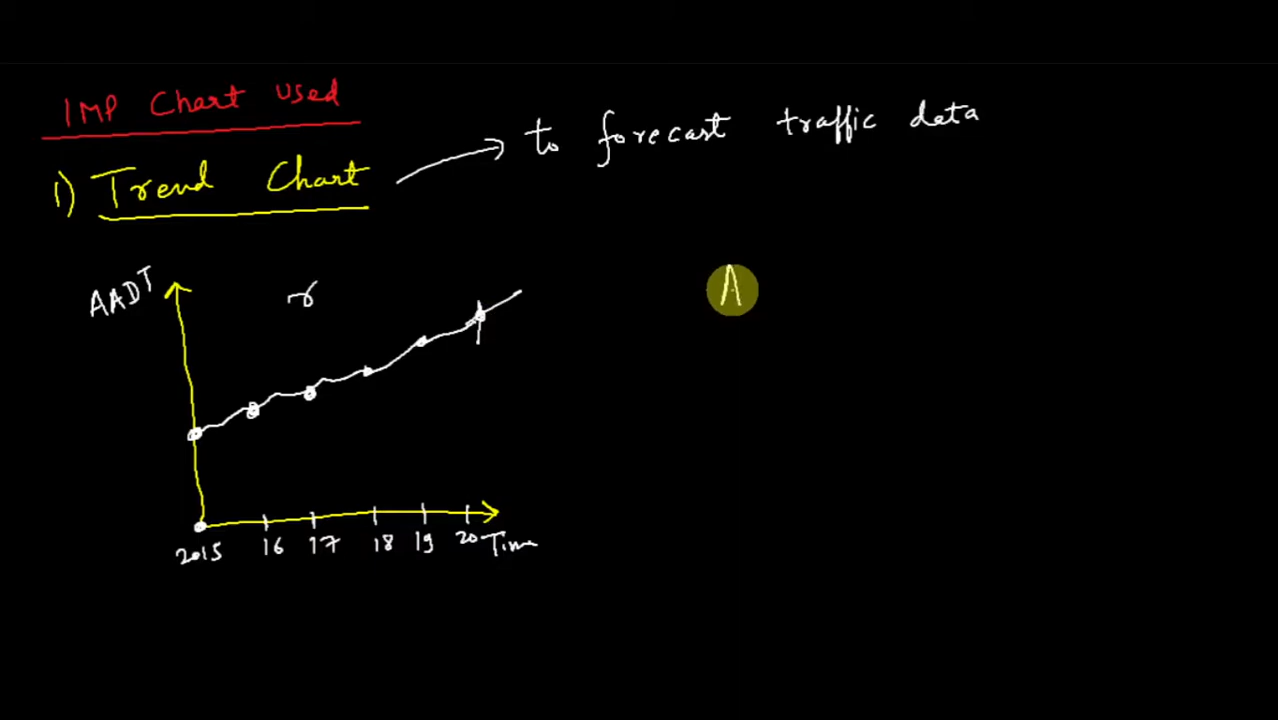 IMP Chart Used
1) Trend Chart → to forecast traffic data
AADT
r
A
2015 16 17 18 19 20 Time